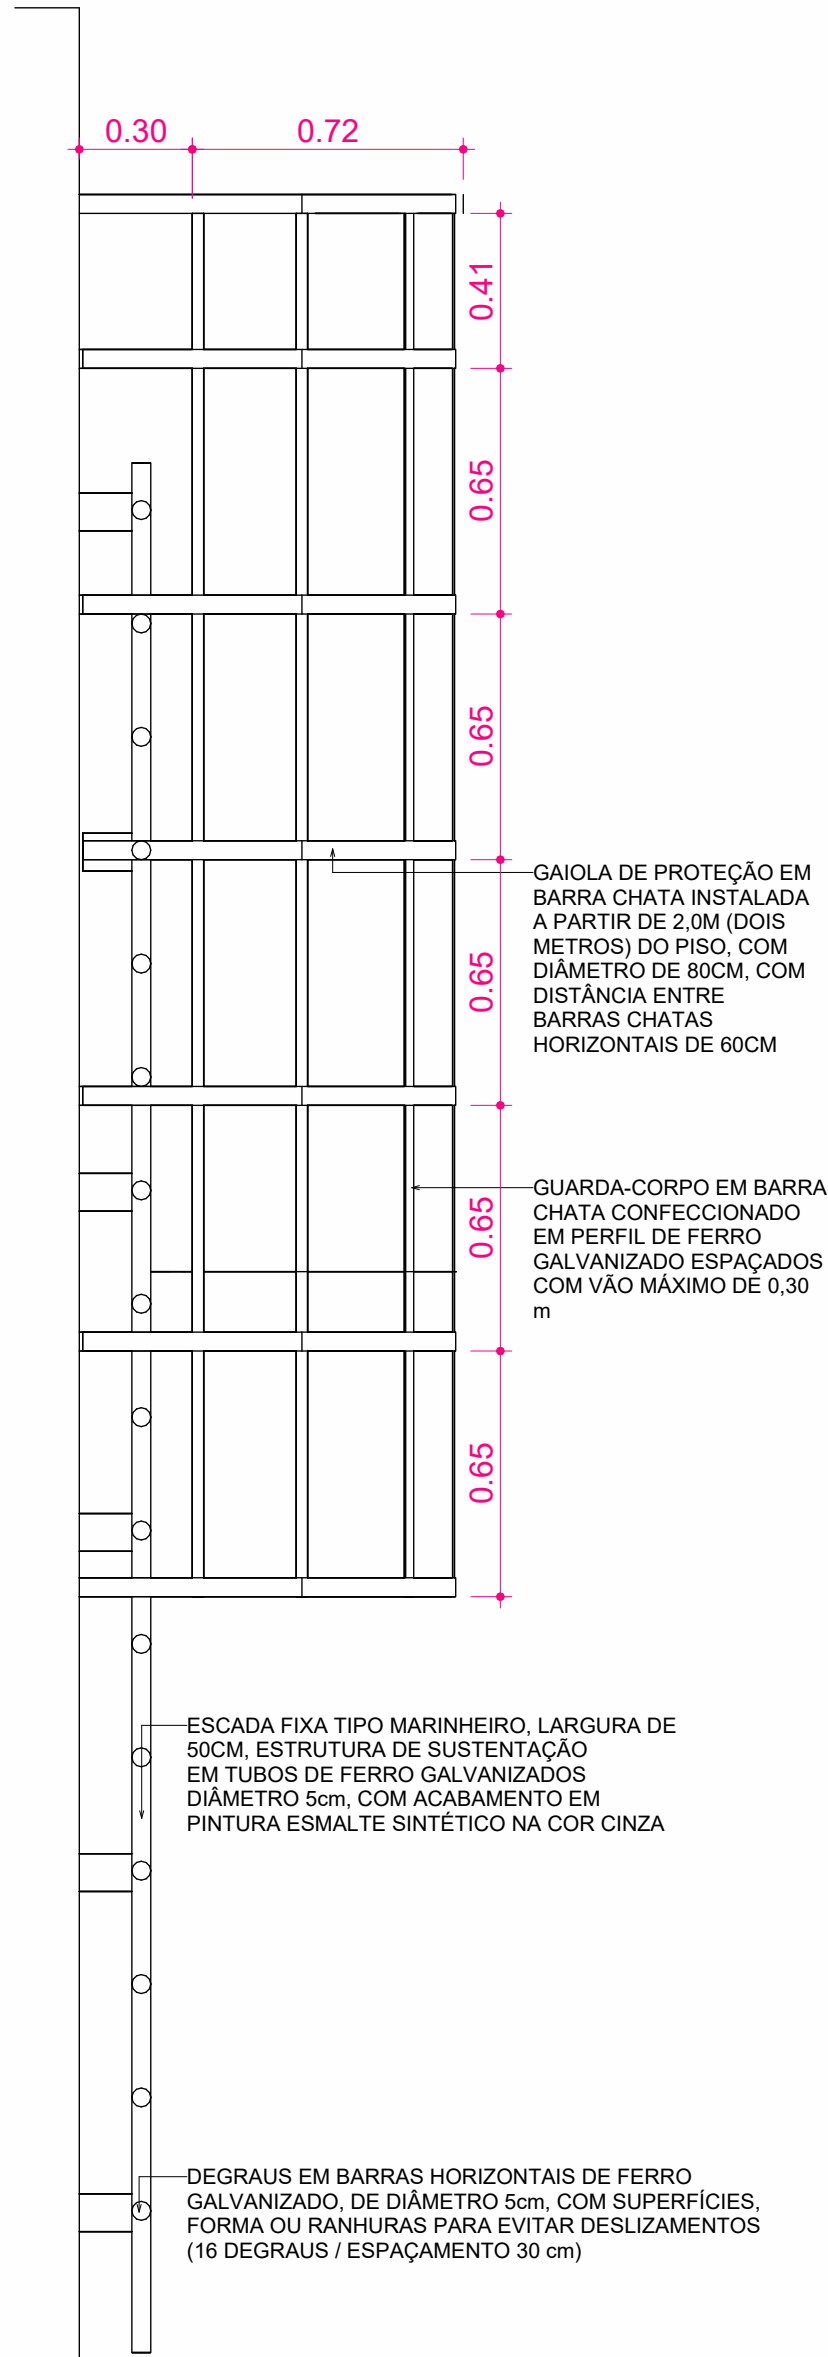 0.30
0.72
0.41
0.65
0.65
GAIOLA DE PROTEÇÃO EM
BARRA CHATA INSTALADA
A PARTIR DE 2,0M (DOIS
METROS) DO PISO, COM
DIÂMETRO DE 80CM, COM
DISTÂNCIA ENTRE
BARRAS CHATAS
HORIZONTAIS DE 60CM
0.65
GUARDA-CORPO EM BARRA
CHATA CONFECCIONADO
EM PERFIL DE FERRO
GALVANIZADO ESPAÇADOS
COM VÃO MÁXIMO DE 0,30
m
0.65
0.65
ESCADA FIXA TIPO MARINHEIRO, LARGURA DE
50CM, ESTRUTURA DE SUSTENTAÇÃO
EM TUBOS DE FERRO GALVANIZADOS
DIÂMETRO 5cm, COM ACABAMENTO EM
PINTURA ESMALTE SINTÉTICO NA COR CINZA
DEGRAUS EM BARRAS HORIZONTAIS DE FERRO
GALVANIZADO, DE DIÂMETRO 5cm, COM SUPERFÍCIES,
FORMA OU RANHURAS PARA EVITAR DESLIZAMENTOS
(16 DEGRAUS / ESPAÇAMENTO 30 cm)